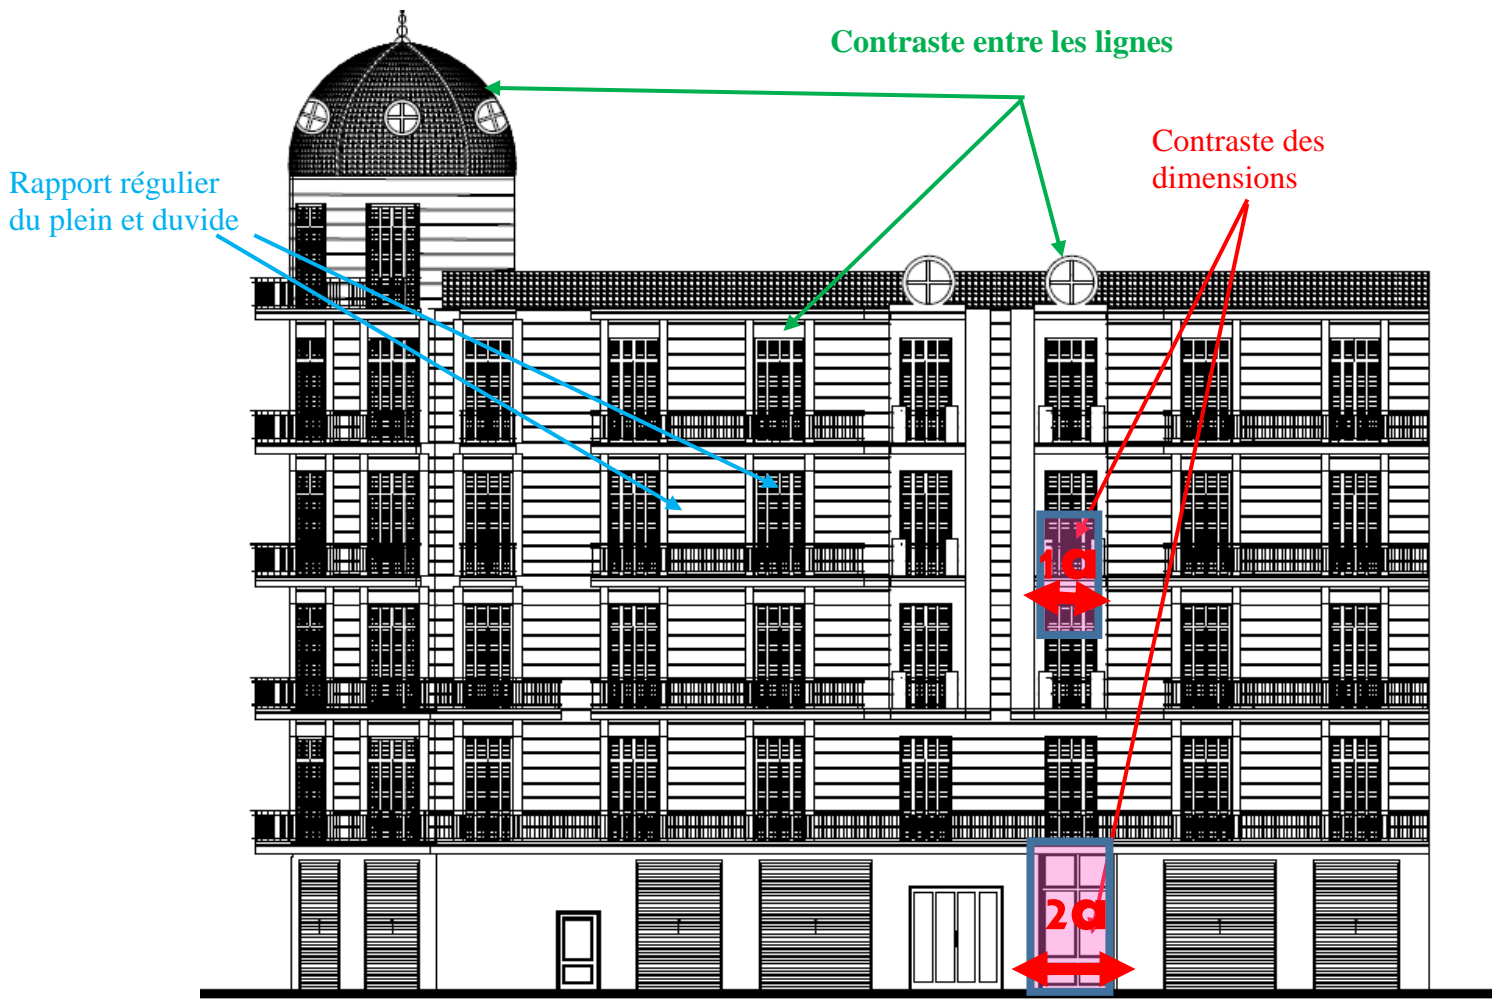 Contraste entre les lignes
Contraste des
dimensions
Rapport régulier
du plein et duvide
1a
2a